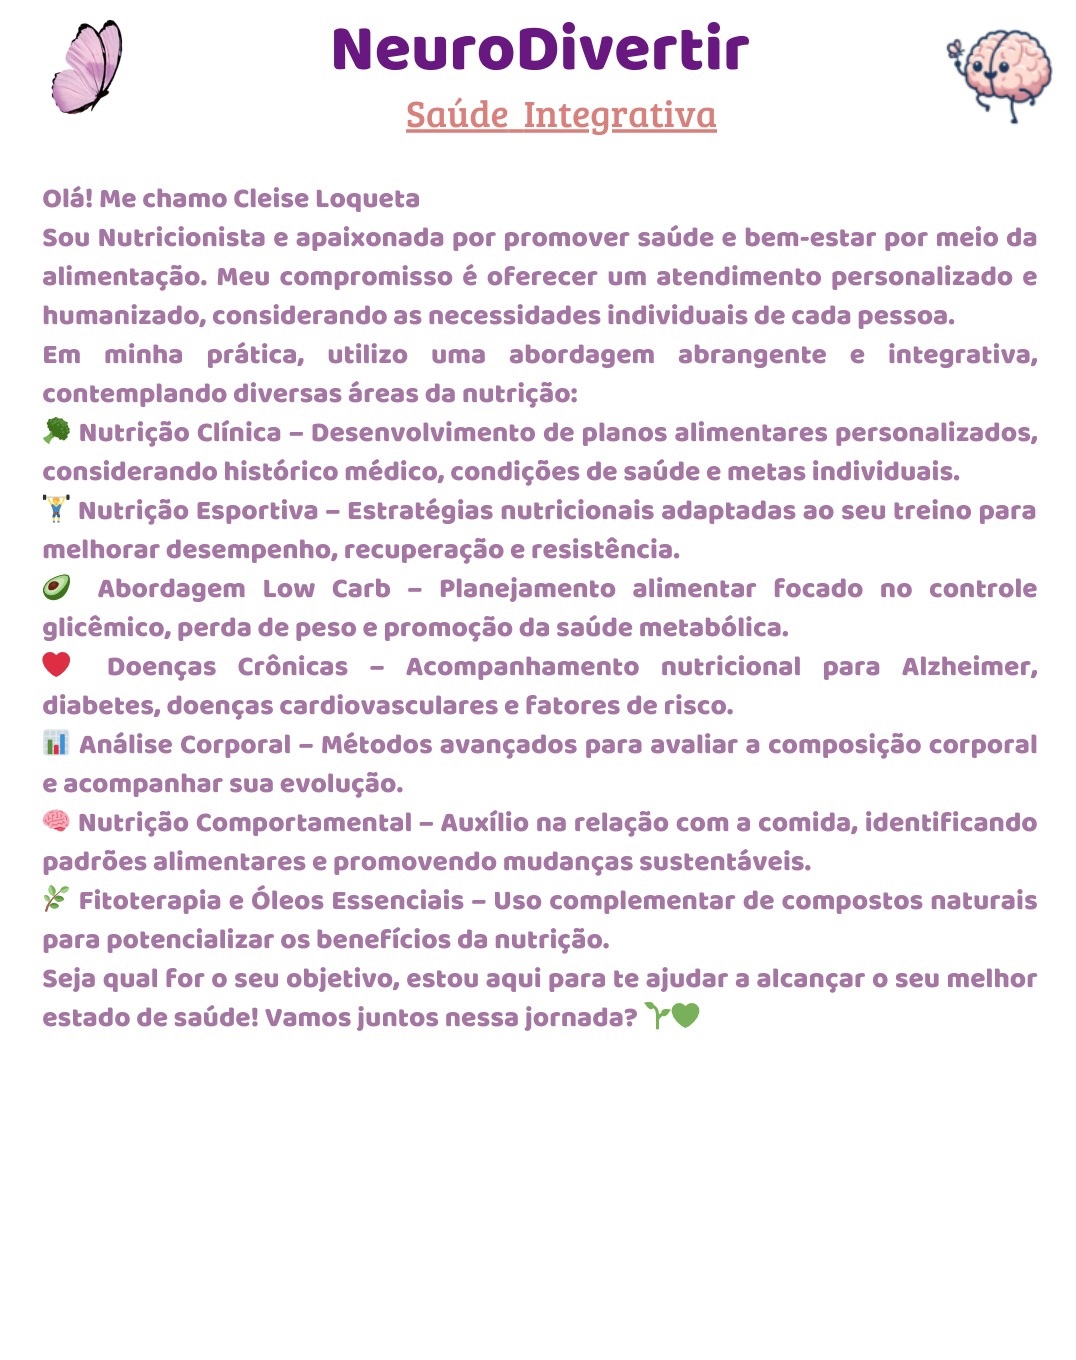 NeuroDivertir
Saúde Integrativa
Olá! Me chamo Cleise Loqueta
Sou Nutricionista e apaixonada por promover saúde e bem-estar por meio da
alimentação. Meu compromisso é oferecer um atendimento personalizado e
humanizado, considerando as necessidades individuais de cada pessoa.
Em minha prática, utilizo uma abordagem abrangente e integrativa,
contemplando diversas áreas da nutrição:
🥦 Nutrição Clínica – Desenvolvimento de planos alimentares personalizados,
considerando histórico médico, condições de saúde e metas individuais.
🏋️ Nutrição Esportiva – Estratégias nutricionais adaptadas ao seu treino para
melhorar desempenho, recuperação e resistência.
🥑 Abordagem Low Carb – Planejamento alimentar focado no controle
glicêmico, perda de peso e promoção da saúde metabólica.
❤️ Doenças Crônicas – Acompanhamento nutricional para Alzheimer,
diabetes, doenças cardiovasculares e fatores de risco.
📊 Análise Corporal – Métodos avançados para avaliar a composição corporal
e acompanhar sua evolução.
🧠 Nutrição Comportamental – Auxílio na relação com a comida, identificando
padrões alimentares e promovendo mudanças sustentáveis.
🌿 Fitoterapia e Óleos Essenciais – Uso complementar de compostos naturais
para potencializar os benefícios da nutrição.
Seja qual for o seu objetivo, estou aqui para te ajudar a alcançar o seu melhor
estado de saúde! Vamos juntos nessa jornada? 🌱💚